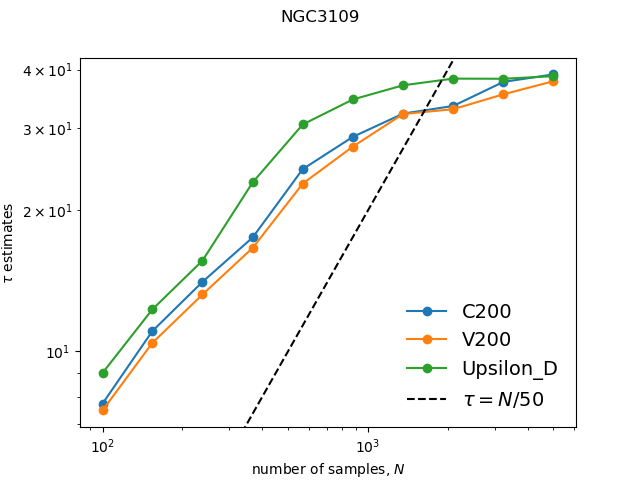 NGC3109
4 × 10¹
3 × 10¹
2 × 10¹
10¹
τ estimates
C200
V200
Upsilon_D
τ = N/50
10² 10³
number of samples, N